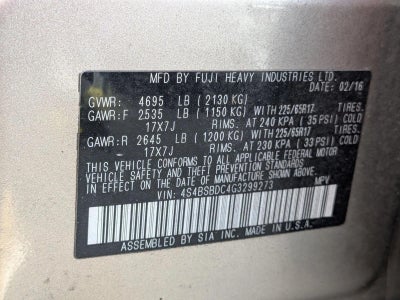 MFD. BY FUJI HEAVY INDUSTRIES LTD.
DATE: 02/16
GVWR: 4695 LB (2130 KG)
GAWR:F 2535 LB (1150 KG) WITH 225/65R17 TIRES.
17X7J RIMS. AT 240 KPA (35 PSI) COLD
GAWR:R 2645 LB (1200 KG) WITH 225/65R17 TIRES.
17X7J RIMS. AT 230 KPA (33 PSI) COLD
THIS VEHICLE CONFORMS TO ALL APPLICABLE FEDERAL MOTOR
VEHICLE SAFETY AND THEFT PREVENTION STANDARDS IN EFFECT
ON THE DATE OF MANUFACTURE SHOWN ABOVE.
VIN: 4S4BSBDC4G3299273 MPV
ASSEMBLED BY SIA INC. MADE IN U.S.A.